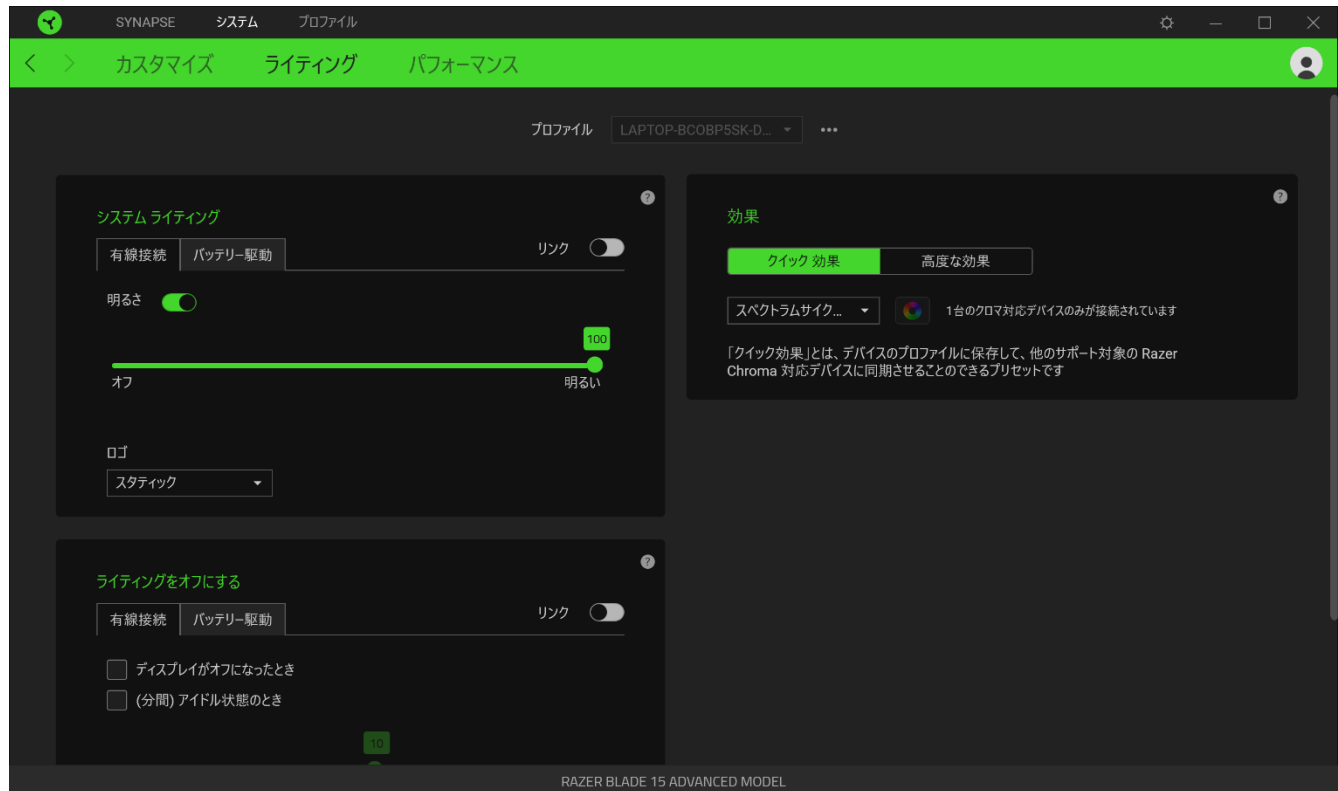 SYNAPSE システム プロファイル
カスタマイズ ライティング パフォーマンス
プロファイル LAPTOP-BCOBP5SK-D...
システム ライティング
有線接続 バッテリー駆動 リンク
明るさ
100
オフ 明るい
ロゴ
スタティック
効果
クイック 効果 高度な効果
スペクトラムサイク... 1台のクロマ対応デバイスのみが接続されています
「クイック効果」とは、デバイスのプロファイルに保存して、他のサポート対象の Razer
Chroma 対応デバイスに同期させることのできるプリセットです
ライティングをオフにする
有線接続 バッテリー駆動 リンク
ディスプレイがオフになったとき
(分間) アイドル状態のとき
10
RAZER BLADE 15 ADVANCED MODEL